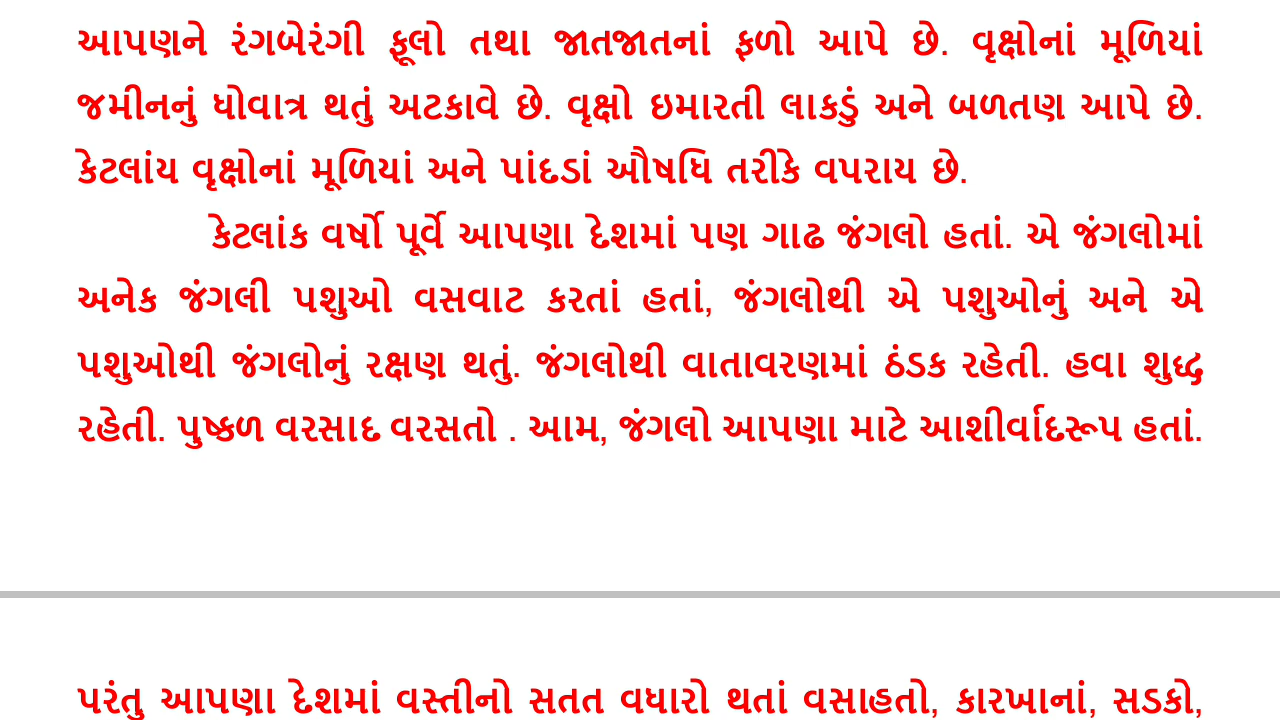 આપણને રંગબેરંગી ફૂલો તથા જાતજાતનાં ફળો આપે છે. વૃક્ષોનાં મૂળિયાં
જમીનનું ધોવાત્ર થતું અટકાવે છે. વૃક્ષો ઇમારતી લાકડું અને બળતણ આપે છે.
કેટલાંય વૃક્ષોનાં મૂળિયાં અને પાંદડાં ઔષધિ તરીકે વપરાય છે.
કેટલાંક વર્ષો પૂર્વે આપણા દેશમાં પણ ગાઢ જંગલો હતાં. એ જંગલોમાં
અનેક જંગલી પશુઓ વસવાટ કરતાં હતાં, જંગલોથી એ પશુઓનું અને એ
પશુઓથી જંગલોનું રક્ષણ થતું. જંગલોથી વાતાવરણમાં ઠંડક રહેતી. હવા શુદ્ધ
રહેતી. પુષ્કળ વરસાદ વરસતો . આમ, જંગલો આપણા માટે આશીર્વાદરૂપ હતાં.
પરંતુ આપણા દેશમાં વસ્તીનો સતત વધારો થતાં વસાહતો, કારખાનાં, સડકો,